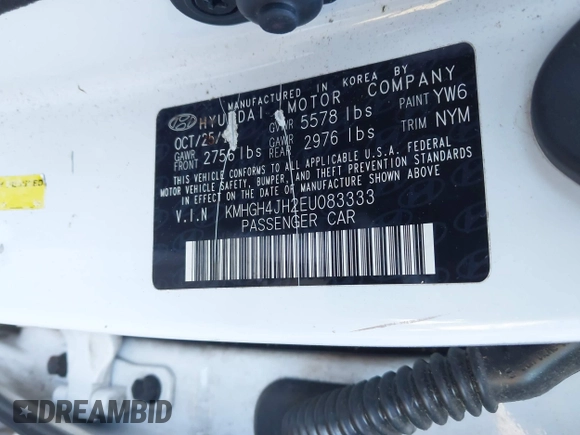 MANUFACTURED IN KOREA BY
HYUNDAI MOTOR COMPANY
OCT/25/ GVWR 5578 lbs PAINT YW6
GAWR FRONT 2756 lbs GAWR REAR 2976 lbs TRIM NYM
THIS VEHICLE CONFORMS TO ALL APPLICABLE U.S.A. FEDERAL
MOTOR VEHICLE SAFETY, BUMPER, AND THEFT PREVENTION STANDARDS
IN EFFECT ON THE DATE OF MANUFACTURE SHOWN ABOVE.
V.I.N KMHGH4JH2EU083333
PASSENGER CAR
DREAMBID